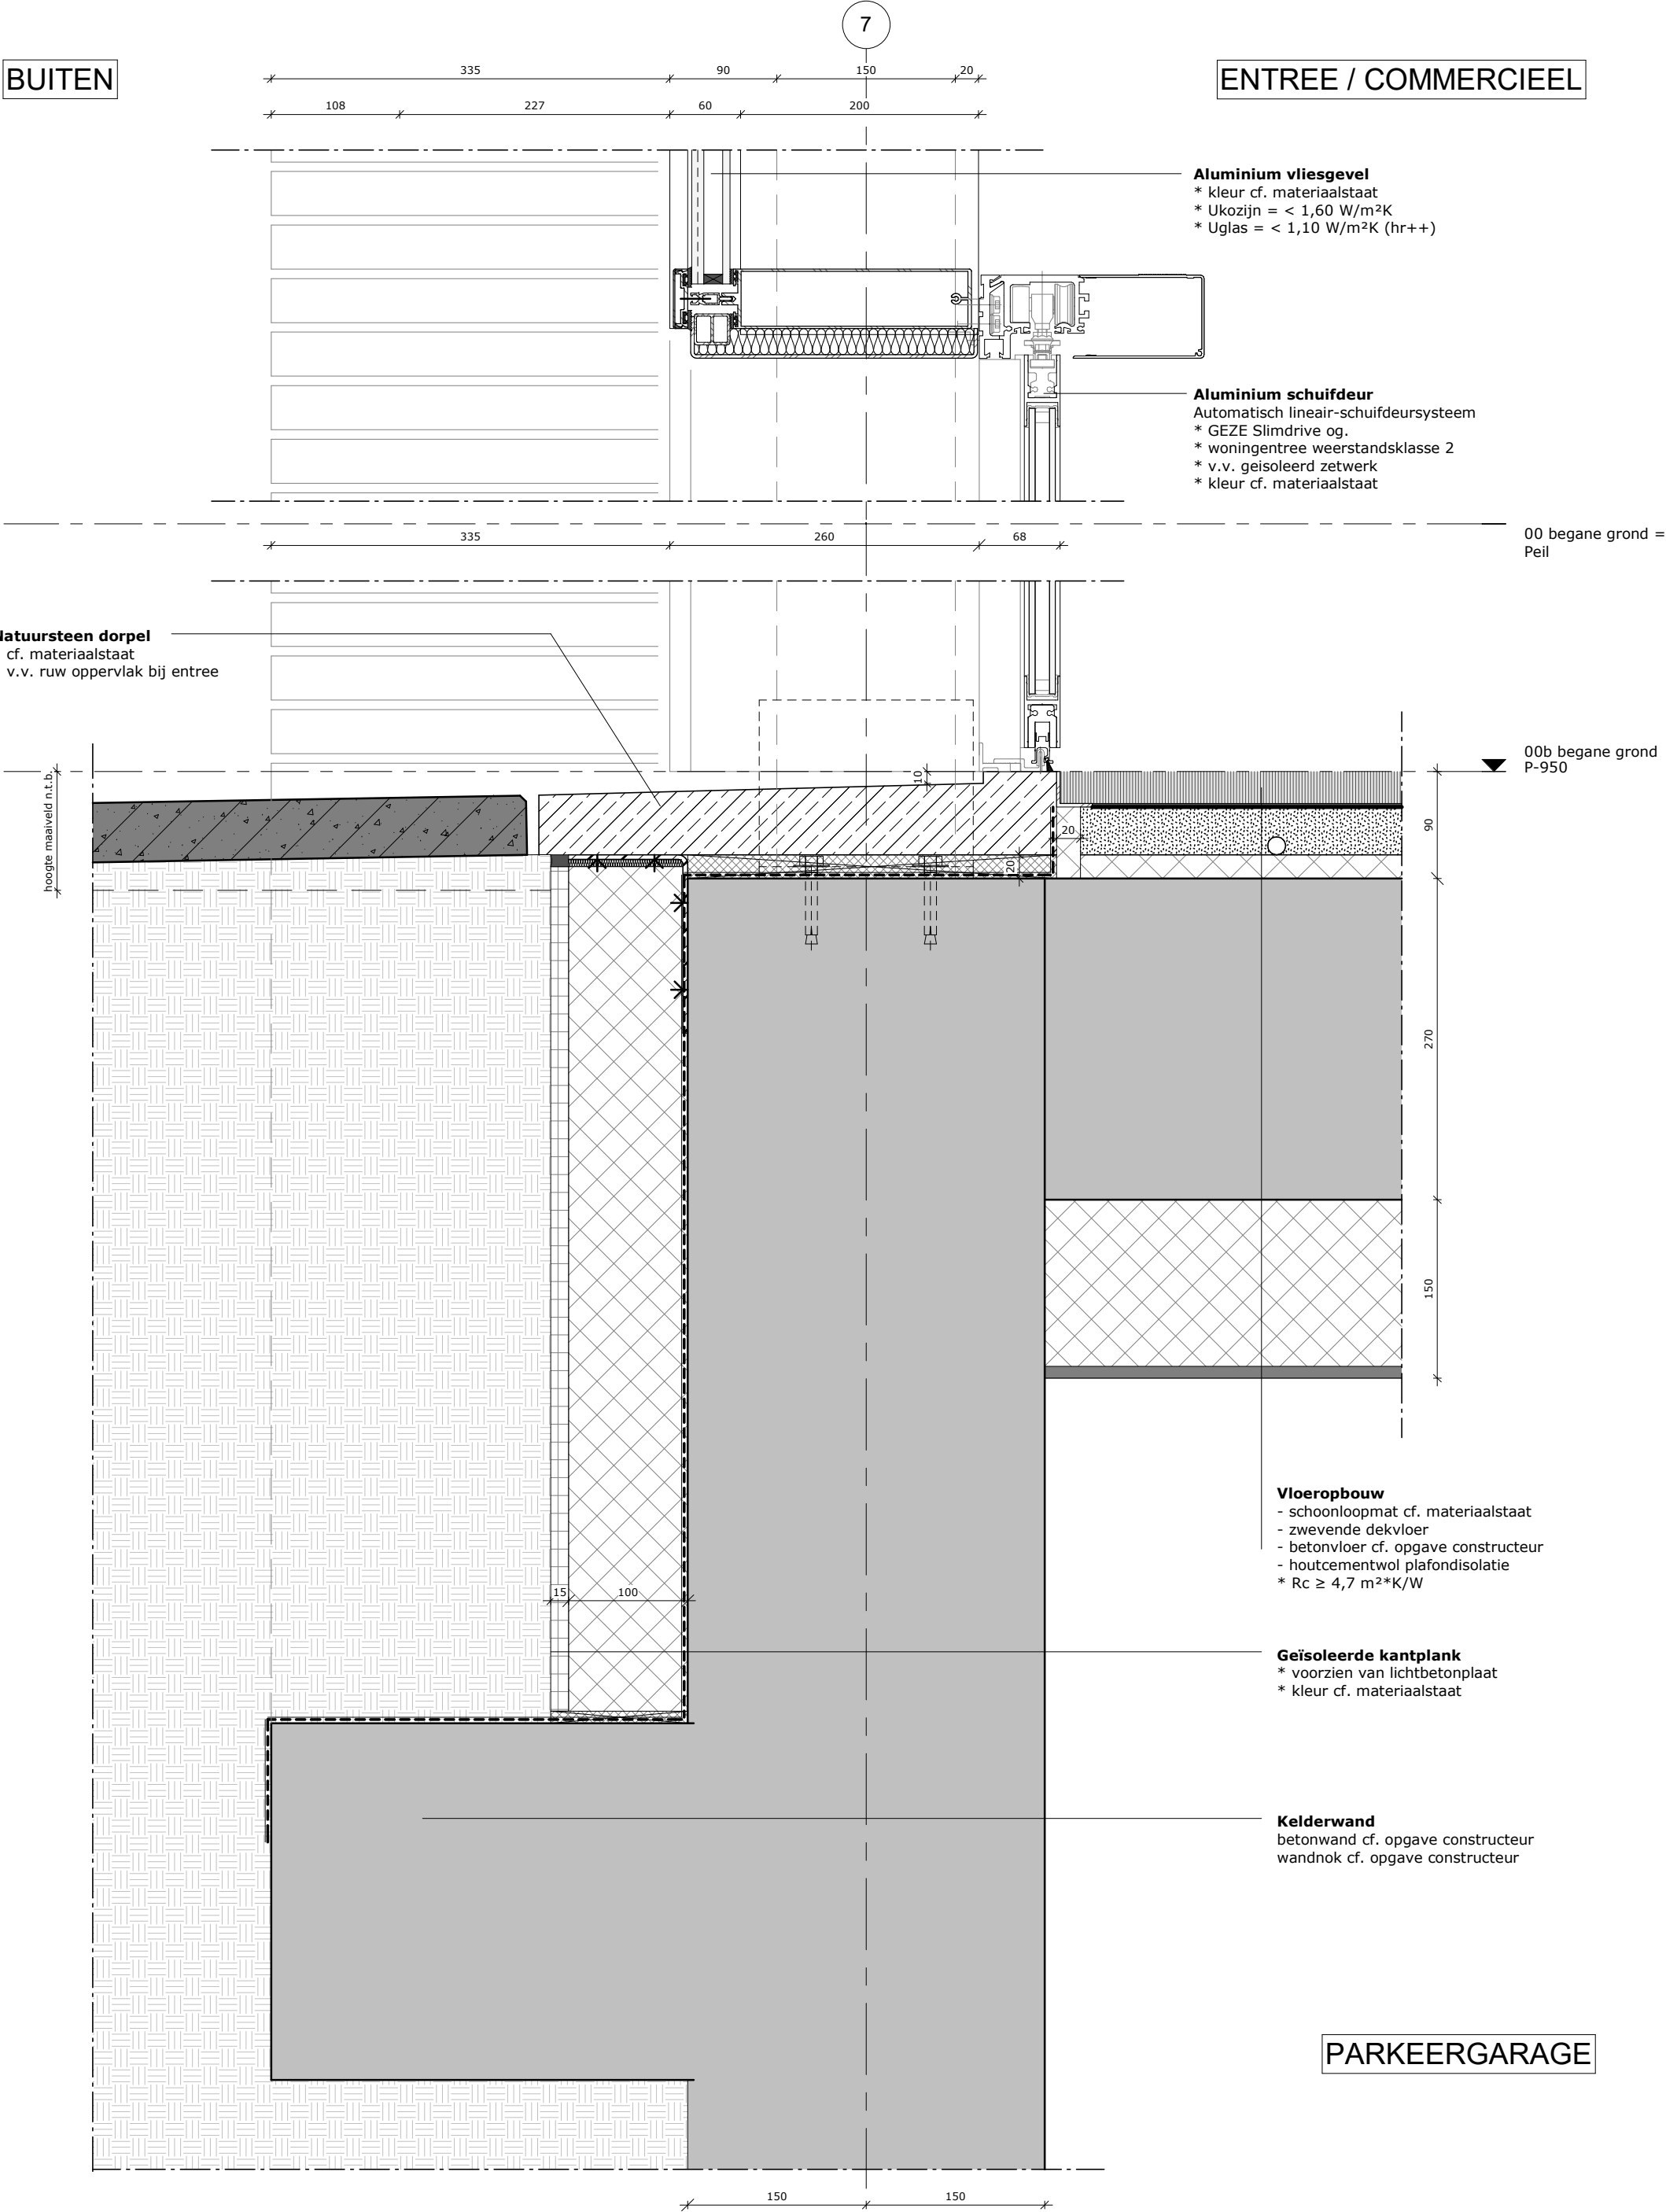 7
BUITEN
335
90
150
20
ENTREE / COMMERCIEEL
108
227
60
200
Aluminium vliesgevel
* kleur cf. materiaalstaat
* Ukozijn = < 1,60 W/m²K
* Uglas = < 1,10 W/m²K (hr++)
Aluminium schuifdeur
Automatisch lineair-schuifdeursysteem
* GEZE Slimdrive og.
* woningentree weerstandsklasse 2
* v.v. geisoleerd zetwerk
* kleur cf. materiaalstaat
335
260
68
00 begane grond =
Peil
Natuursteen dorpel
cf. materiaalstaat
v.v. ruw oppervlak bij entree
00b begane grond
P-950
hoogte maaiveld n.t.b.
10
20
20
90
270
150
Vloeropbouw
- schoonloopmat cf. materiaalstaat
- zwevende dekvloer
- betonvloer cf. opgave constructeur
- houtcementwol plafondisolatie
* Rc ≥ 4,7 m²*K/W
15
100
Geïsoleerde kantplank
* voorzien van lichtbetonplaat
* kleur cf. materiaalstaat
Kelderwand
betonwand cf. opgave constructeur
wandnok cf. opgave constructeur
PARKEERGARAGE
150
150